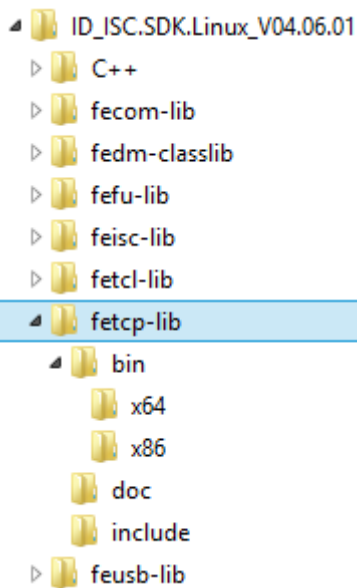 ID_ISC.SDK.Linux_V04.06.01
C++
fecom-lib
fedm-classlib
fefu-lib
feisc-lib
fetcl-lib
fetcp-lib
bin
x64
x86
doc
include
feusb-lib